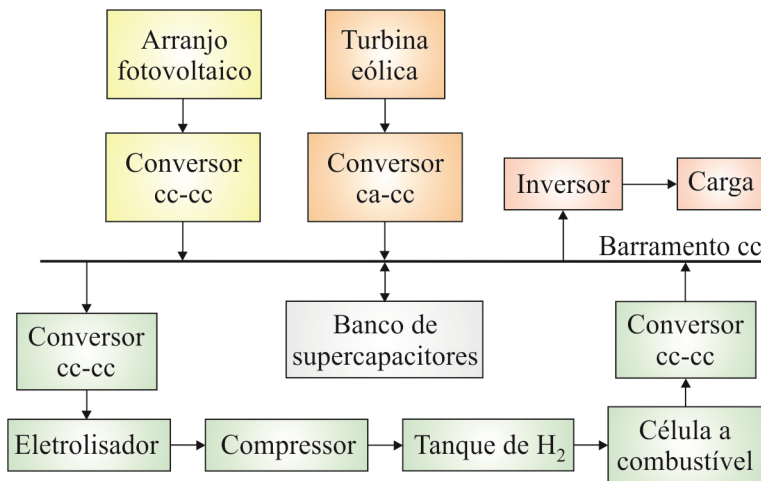 Arranjo
fotovoltaico
Turbina
eólica
Conversor
cc-cc
Conversor
ca-cc
Inversor
Carga
Barramento cc
Conversor
cc-cc
Banco de
supercapacitores
Conversor
cc-cc
Eletrolisador
Compressor
Tanque de H₂
Célula a
combustível